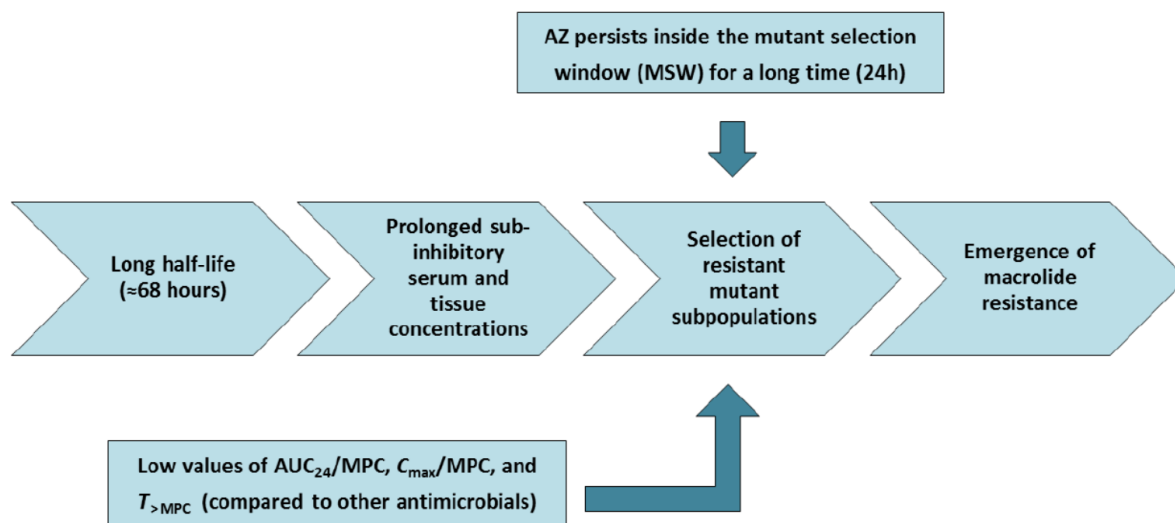 AZ persists inside the mutant selection
window (MSW) for a long time (24h)
Long half-life
(≈68 hours)
Prolonged sub-
inhibitory
serum and
tissue
concentrations
Selection of
resistant
mutant
subpopulations
Emergence of
macrolide
resistance
Low values of AUC₂₄/MPC, Cmax/MPC, and
T>MPC (compared to other antimicrobials)